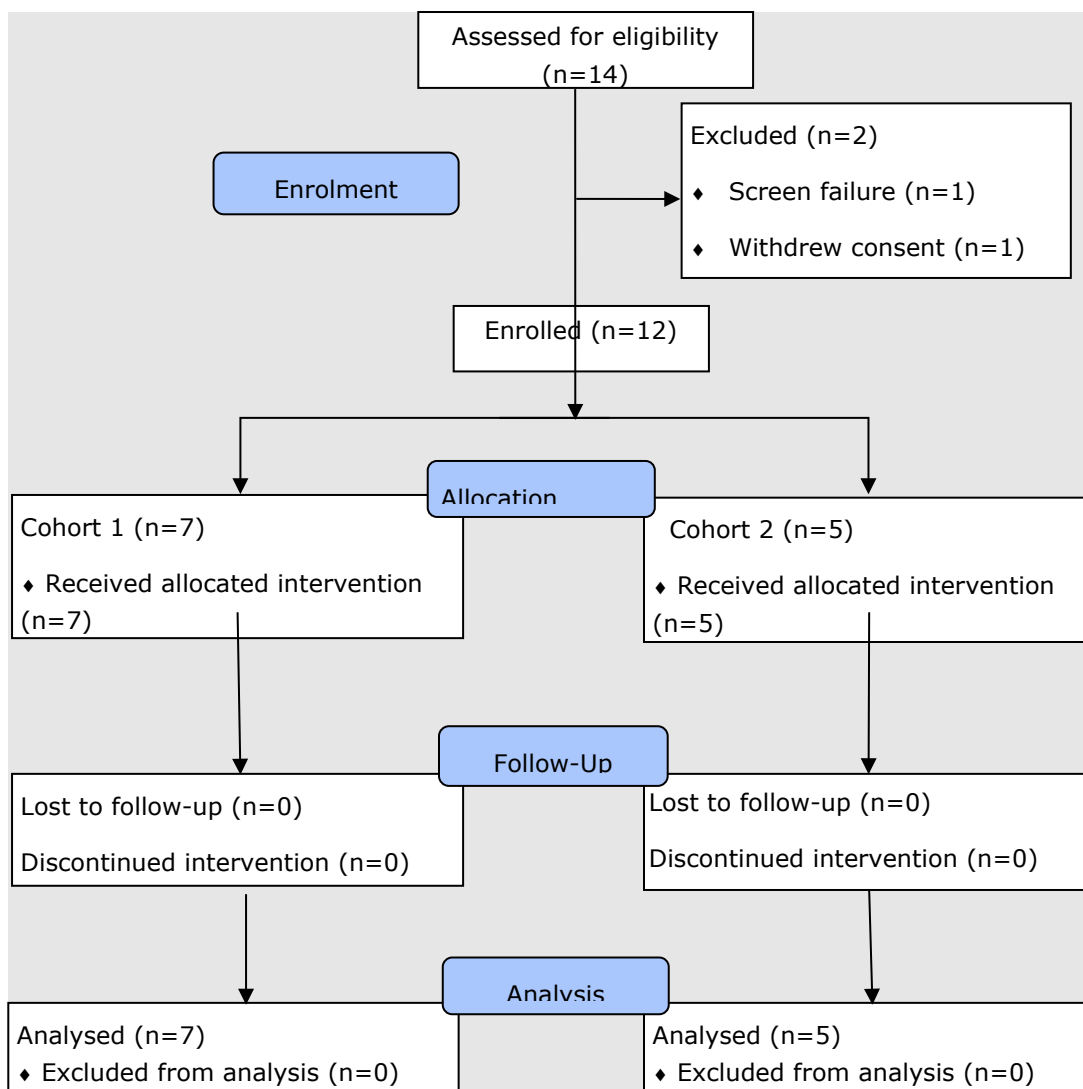 Assessed for eligibility
(n=14)
Excluded (n=2)
♦ Screen failure (n=1)
♦ Withdrew consent (n=1)
Enrolment
Enrolled (n=12)
Allocation
Cohort 1 (n=7)
♦ Received allocated intervention
(n=7)
Cohort 2 (n=5)
♦ Received allocated intervention
(n=5)
Follow-Up
Lost to follow-up (n=0)
Discontinued intervention (n=0)
Lost to follow-up (n=0)
Discontinued intervention (n=0)
Analysis
Analysed (n=7)
♦ Excluded from analysis (n=0)
Analysed (n=5)
♦ Excluded from analysis (n=0)